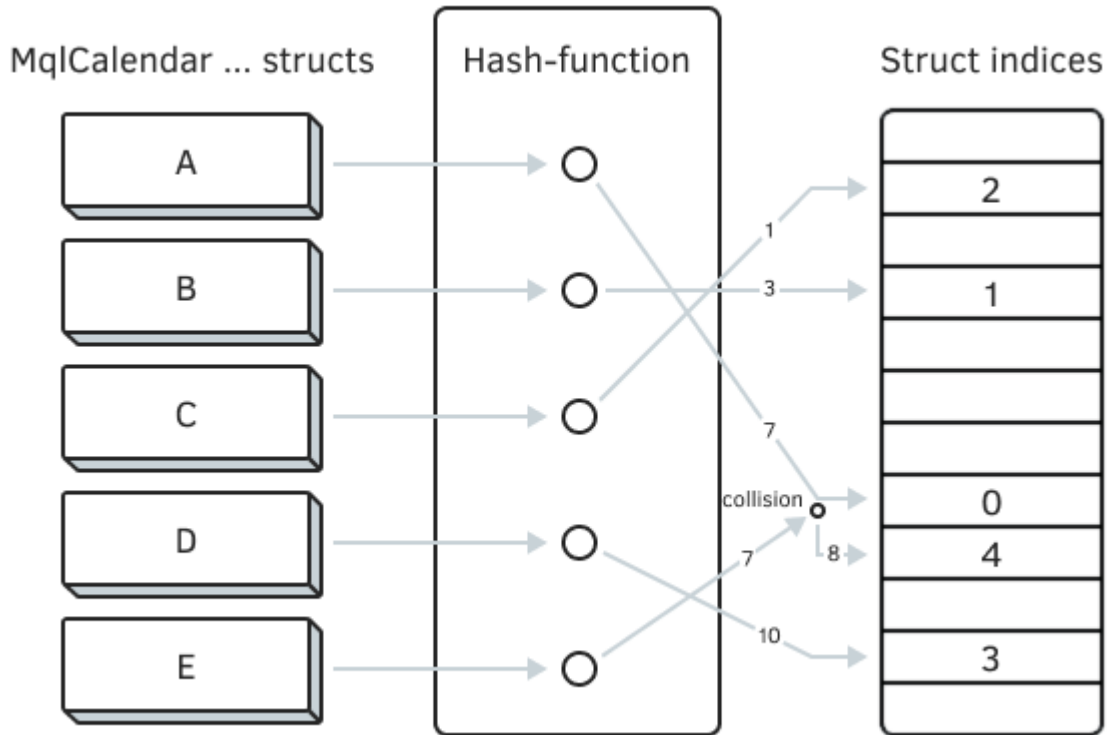 MqlCalendar ... structs
Hash-function
Struct indices
A
2
1
B
3
1
C
7
collision
0
D
8
4
7
10
3
E